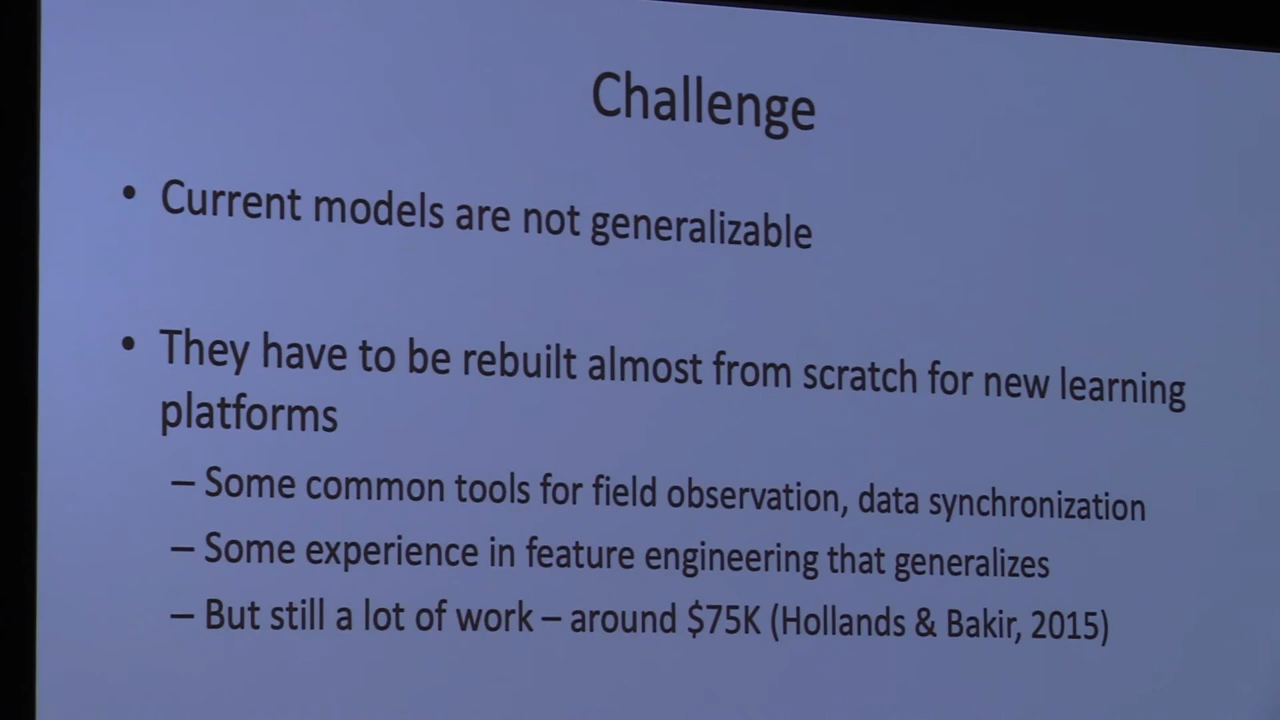 Challenge
• Current models are not generalizable
• They have to be rebuilt almost from scratch for new learning
platforms
– Some common tools for field observation, data synchronization
– Some experience in feature engineering that generalizes
– But still a lot of work – around $75K (Hollands & Bakir, 2015)